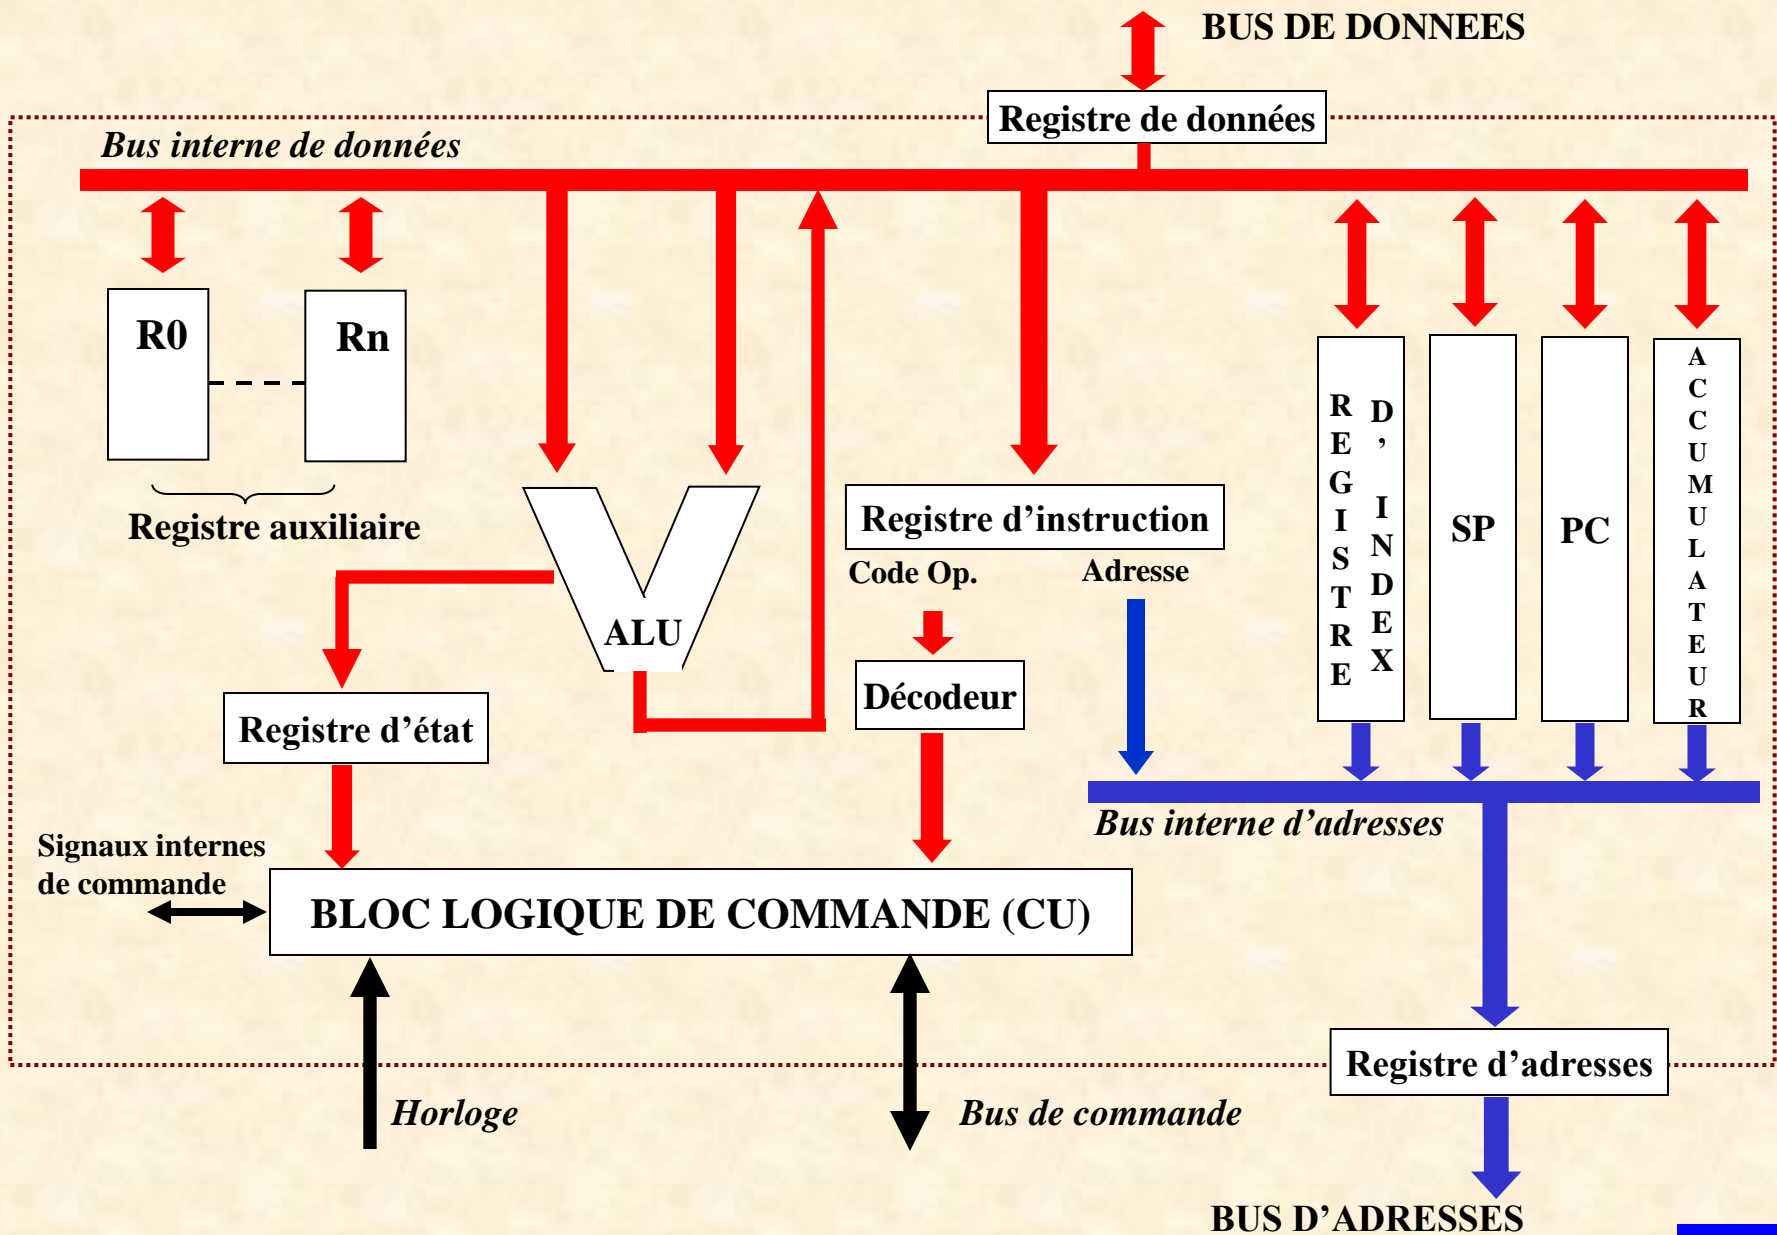 BUS DE DONNEES
Registre de données
Bus interne de données
R0
Rn
Registre auxiliaire
ALU
Registre d’instruction
Code Op.
Adresse
Décodeur
Registre d’état
REGISTRE
D’ INDEX
SP
PC
ACCUMULATEUR
Bus interne d’adresses
Signaux internes
de commande
BLOC LOGIQUE DE COMMANDE (CU)
Horloge
Bus de commande
Registre d’adresses
BUS D’ADRESSES